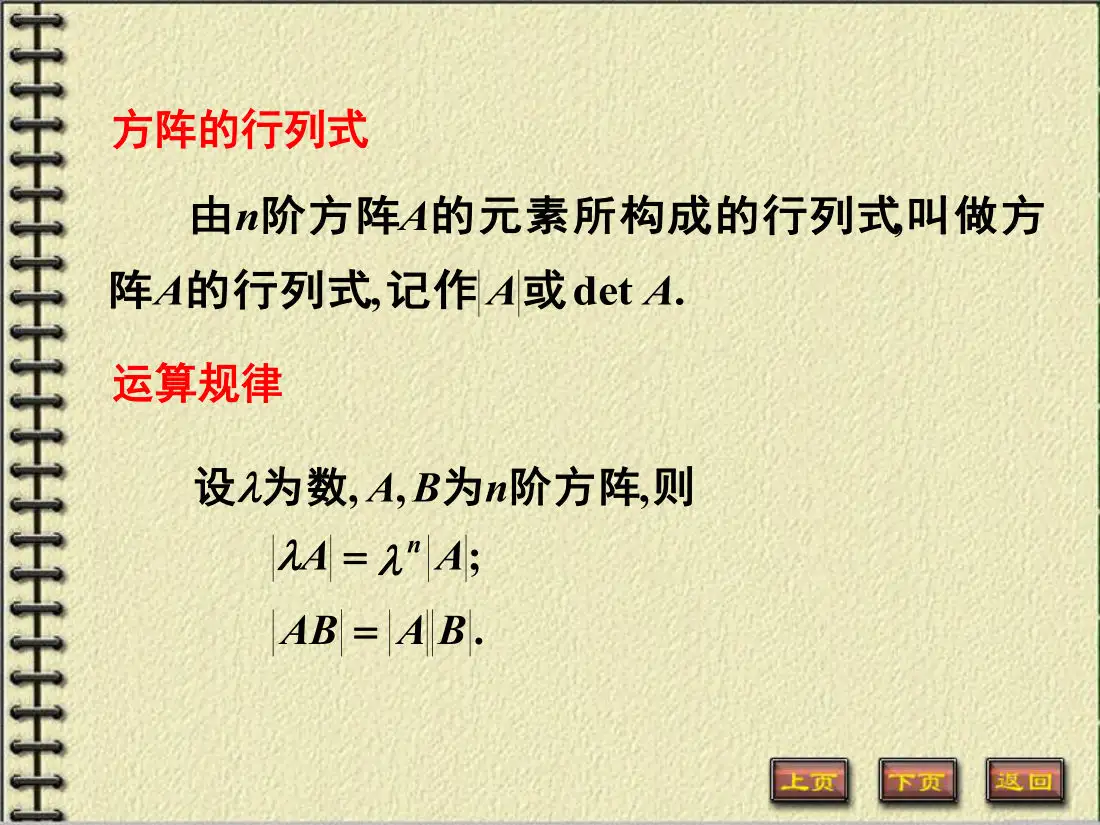 方阵的行列式
由n阶方阵A的元素所构成的行列式,叫做方
阵A的行列式,记作|A|或det A.
运算规律
设λ为数, A, B为n阶方阵,则
|λA| = λⁿ|A|;
|AB| = |A||B|.
上页 下页 返回